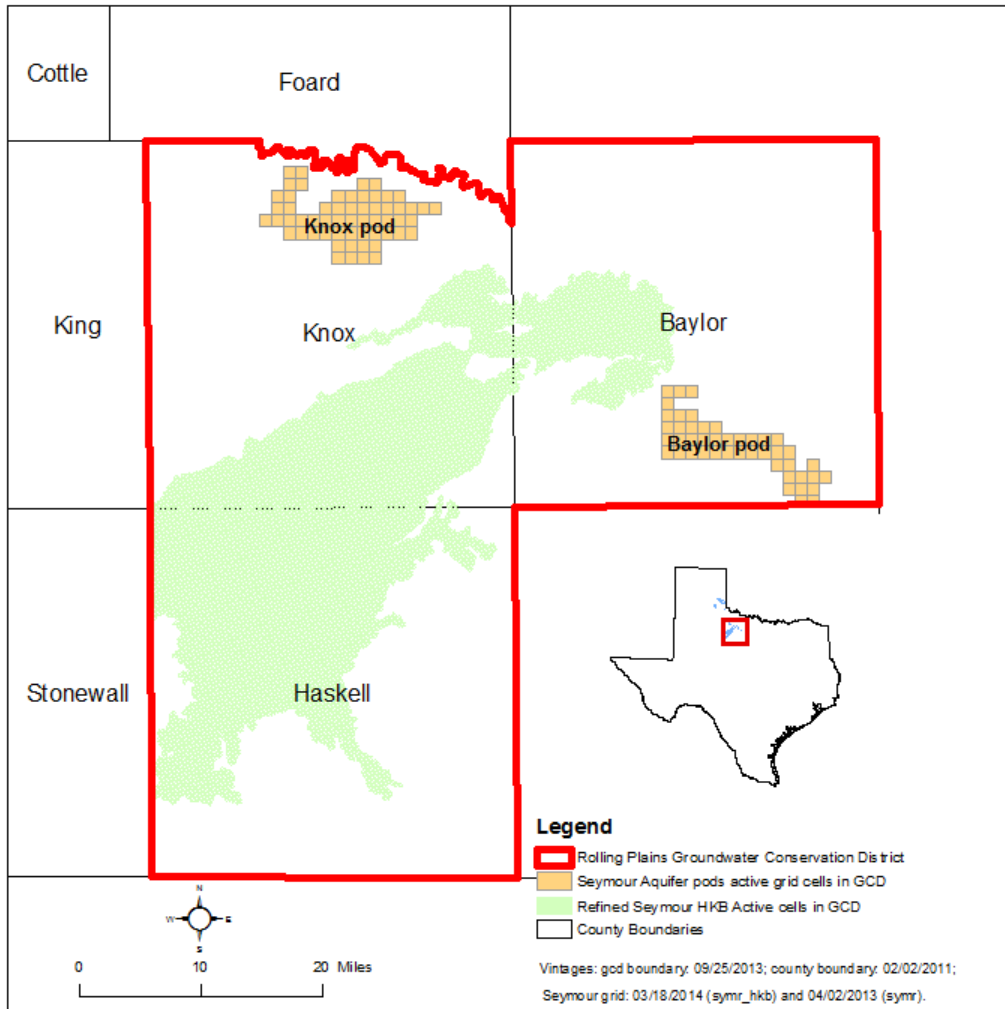 Cottle
Foard
Knox pod
King
Knox
Baylor
Baylor pod
Stonewall
Haskell
Legend
Rolling Plains Groundwater Conservation District
Seymour Aquifer pods active grid cells in GCD
Refined Seymour HKB Active cells in GCD
County Boundaries
N
W E
S
0 10 20 Miles
Vintages: gcd boundary: 09/25/2013; county boundary: 02/02/2011;
Seymour grid: 03/18/2014 (symr_hkb) and 04/02/2013 (symr).